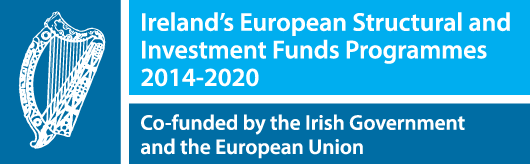 Ireland's European Structural and
Investment Funds Programmes
2014-2020
Co-funded by the Irish Government
and the European Union